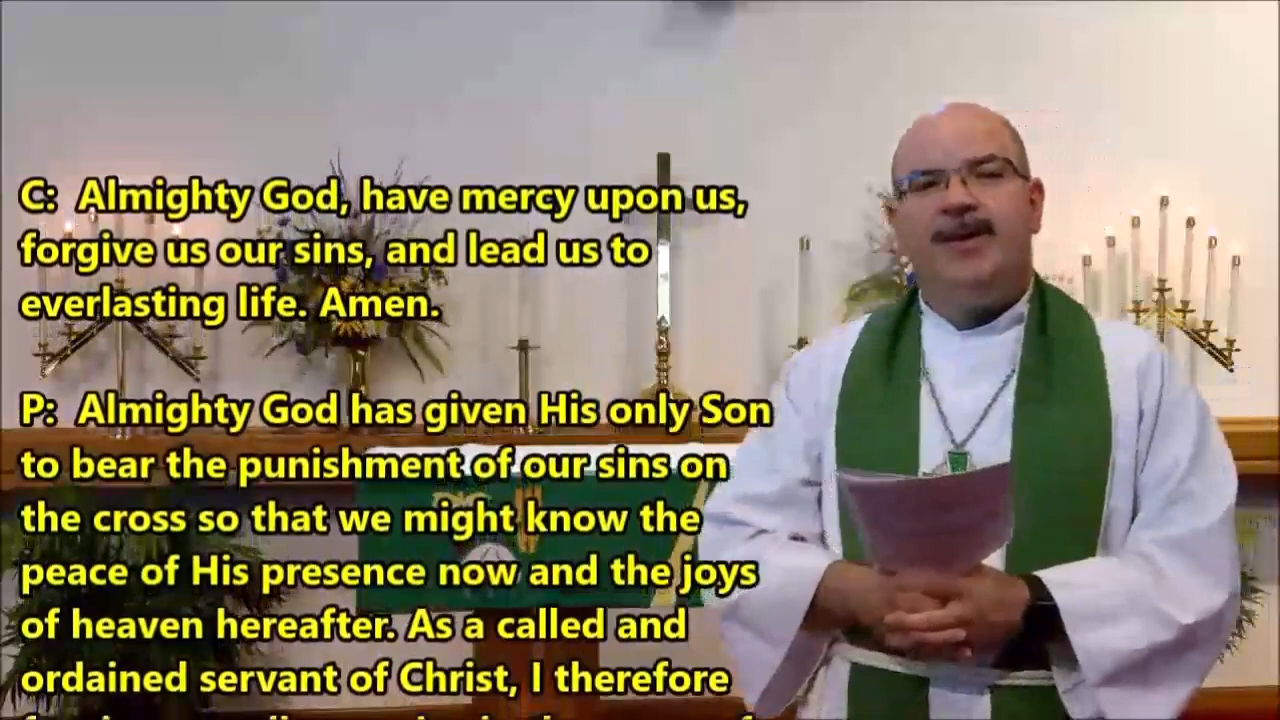 C:  Almighty God, have mercy upon us,
forgive us our sins, and lead us to
everlasting life. Amen.
P:  Almighty God has given His only Son
to bear the punishment of our sins on
the cross so that we might know the
peace of His presence now and the joys
of heaven hereafter. As a called and
ordained servant of Christ, I therefore